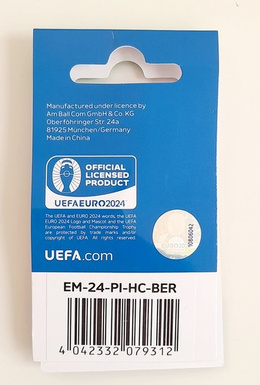 Manufactured under licence by
Am Ball Com GmbH & Co. KG
Oberföhringer Str. 24a
81925 München/Germany
Made in China
OFFICIAL
LICENSED
PRODUCT
UEFAEURO2024
The UEFA and EURO 2024 words, the UEFA
EURO 2024 Logo and Mascot and the UEFA
European Football Championship Trophy
are protected by trade marks and/or
copyright of UEFA. All rights reserved.
10606042
UEFA.com
EM-24-PI-HC-BER
4 042332 079312